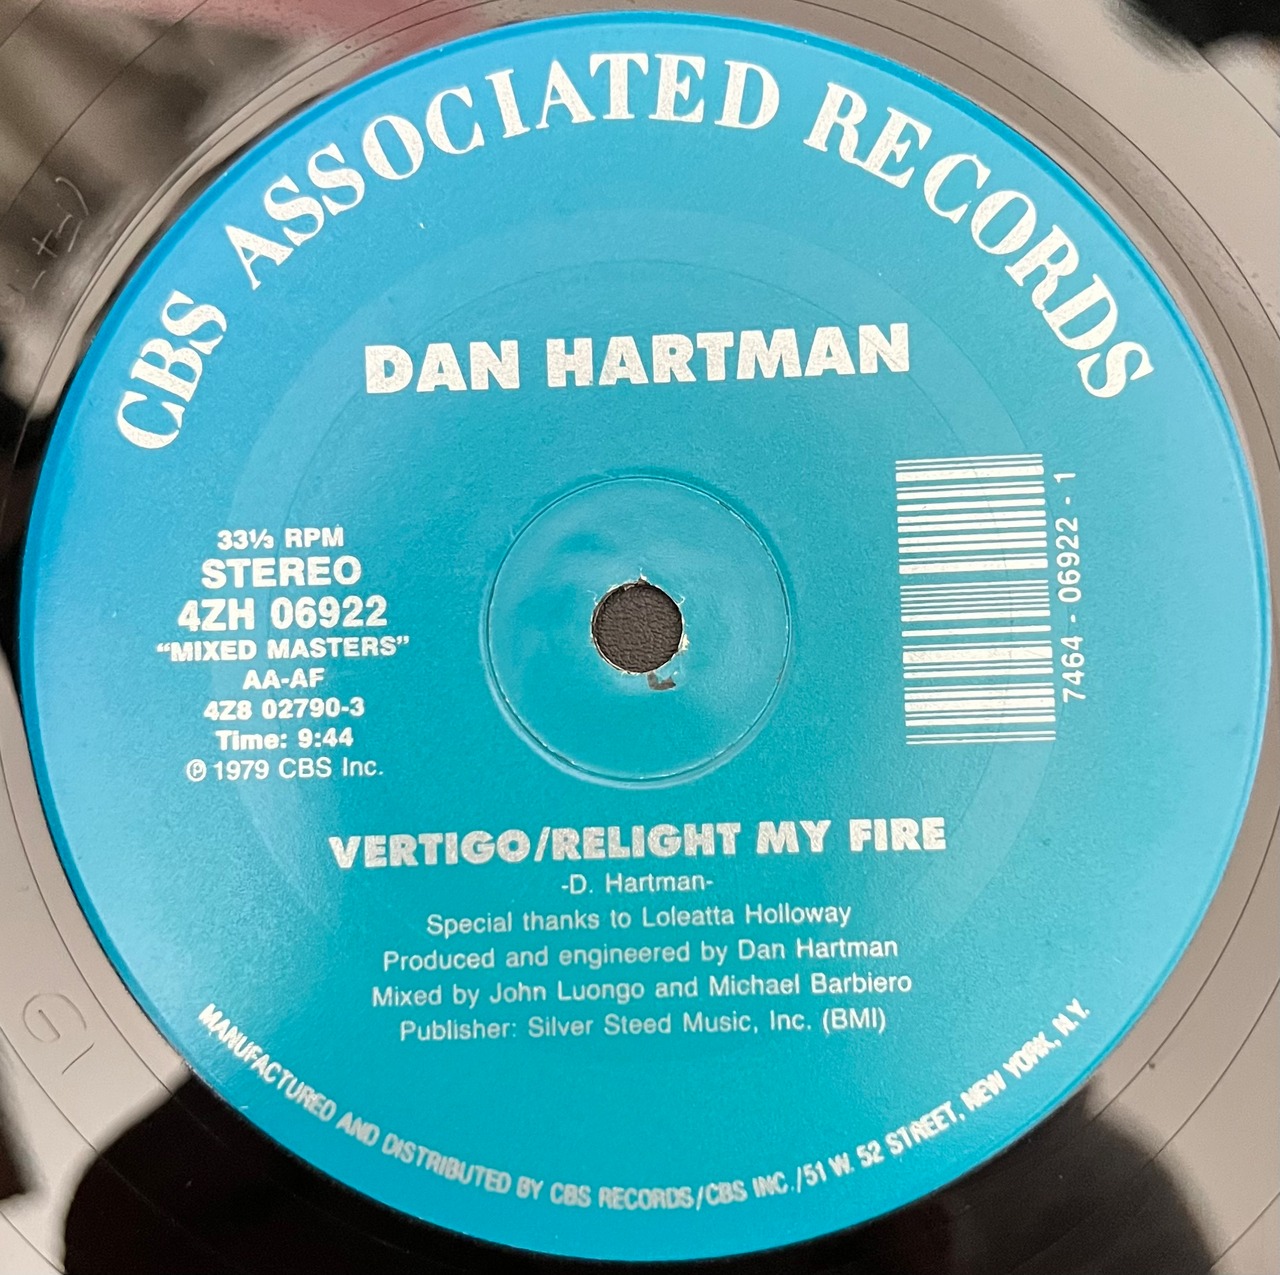 CBS ASSOCIATED RECORDS
DAN HARTMAN
33⅓ RPM
STEREO
4ZH 06922
“MIXED MASTERS”
AA-AF
4Z8 02790-3
Time: 9:44
℗ 1979 CBS Inc.
7464 - 06922 - 1
VERTIGO/RELIGHT MY FIRE
-D. Hartman-
Special thanks to Loleatta Holloway
Produced and engineered by Dan Hartman
Mixed by John Luongo and Michael Barbiero
Publisher: Silver Steed Music, Inc. (BMI)
MANUFACTURED AND DISTRIBUTED BY CBS RECORDS/CBS INC./51 W. 52 STREET, NEW YORK, N.Y.
G1